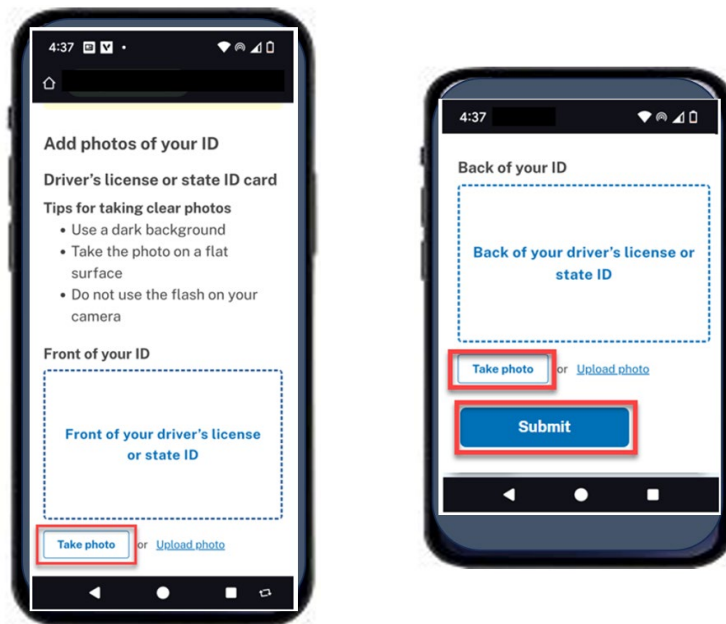 4:37
Add photos of your ID
Driver's license or state ID card
Tips for taking clear photos
• Use a dark background
• Take the photo on a flat
surface
• Do not use the flash on your
camera
Front of your ID
Front of your driver's license
or state ID
Take photo or Upload photo
4:37
Back of your ID
Back of your driver's license or
state ID
Take photo or Upload photo
Submit